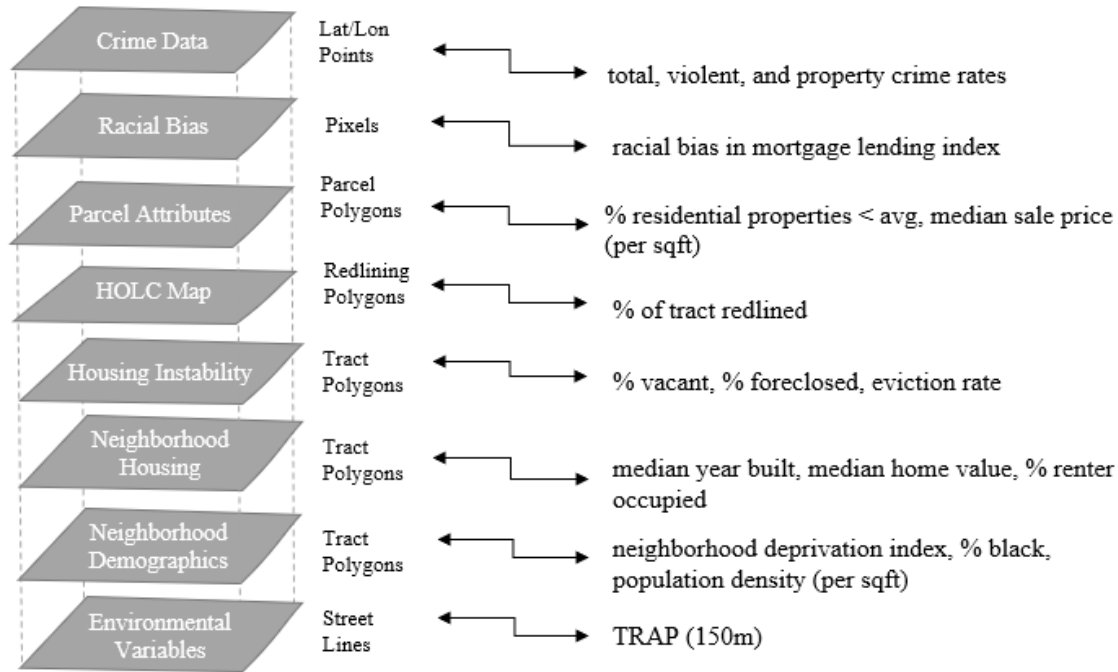 Crime Data
Lat/Lon
Points
total, violent, and property crime rates
Racial Bias
Pixels
racial bias in mortgage lending index
Parcel Attributes
Parcel
Polygons
% residential properties < avg, median sale price
(per sqft)
HOLC Map
Redlining
Polygons
% of tract redlined
Housing Instability
Tract
Polygons
% vacant, % foreclosed, eviction rate
Neighborhood
Housing
Tract
Polygons
median year built, median home value, % renter
occupied
Neighborhood
Demographics
Tract
Polygons
neighborhood deprivation index, % black,
population density (per sqft)
Environmental
Variables
Street
Lines
TRAP (150m)